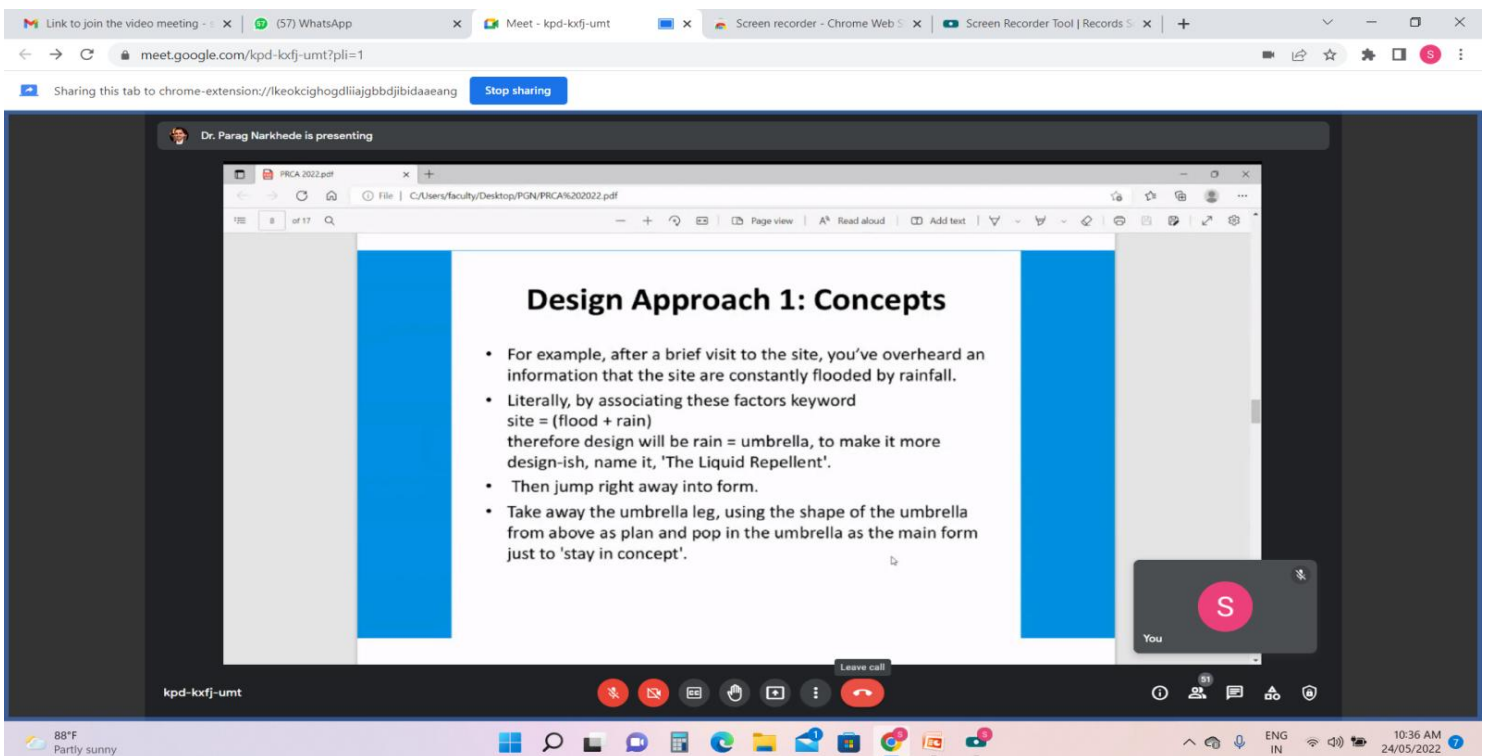 Link to join the video meeting - s
(57) WhatsApp
Meet - kpd-kxfj-umt
Screen recorder - Chrome Web S
Screen Recorder Tool | Records S
meet.google.com/kpd-kxfj-umt?pli=1
S
Sharing this tab to chrome-extension://lkeokcighogdliiajgbbdjibidaaeang
Stop sharing
Dr. Parag Narkhede is presenting
PRCA 2022.pdf
File | C:/Users/faculty/Desktop/PGN/PRCA%202022.pdf
8 of 17
Page view
Read aloud
Add text
Design Approach 1: Concepts
• For example, after a brief visit to the site, you've overheard an
information that the site are constantly flooded by rainfall.
• Literally, by associating these factors keyword
site = (flood + rain)
therefore design will be rain = umbrella, to make it more
design-ish, name it, 'The Liquid Repellent'.
• Then jump right away into form.
• Take away the umbrella leg, using the shape of the umbrella
from above as plan and pop in the umbrella as the main form
just to 'stay in concept'.
S
You
Leave call
kpd-kxfj-umt
CC
51
88°F
Partly sunny
ENG
IN
10:36 AM
24/05/2022
7